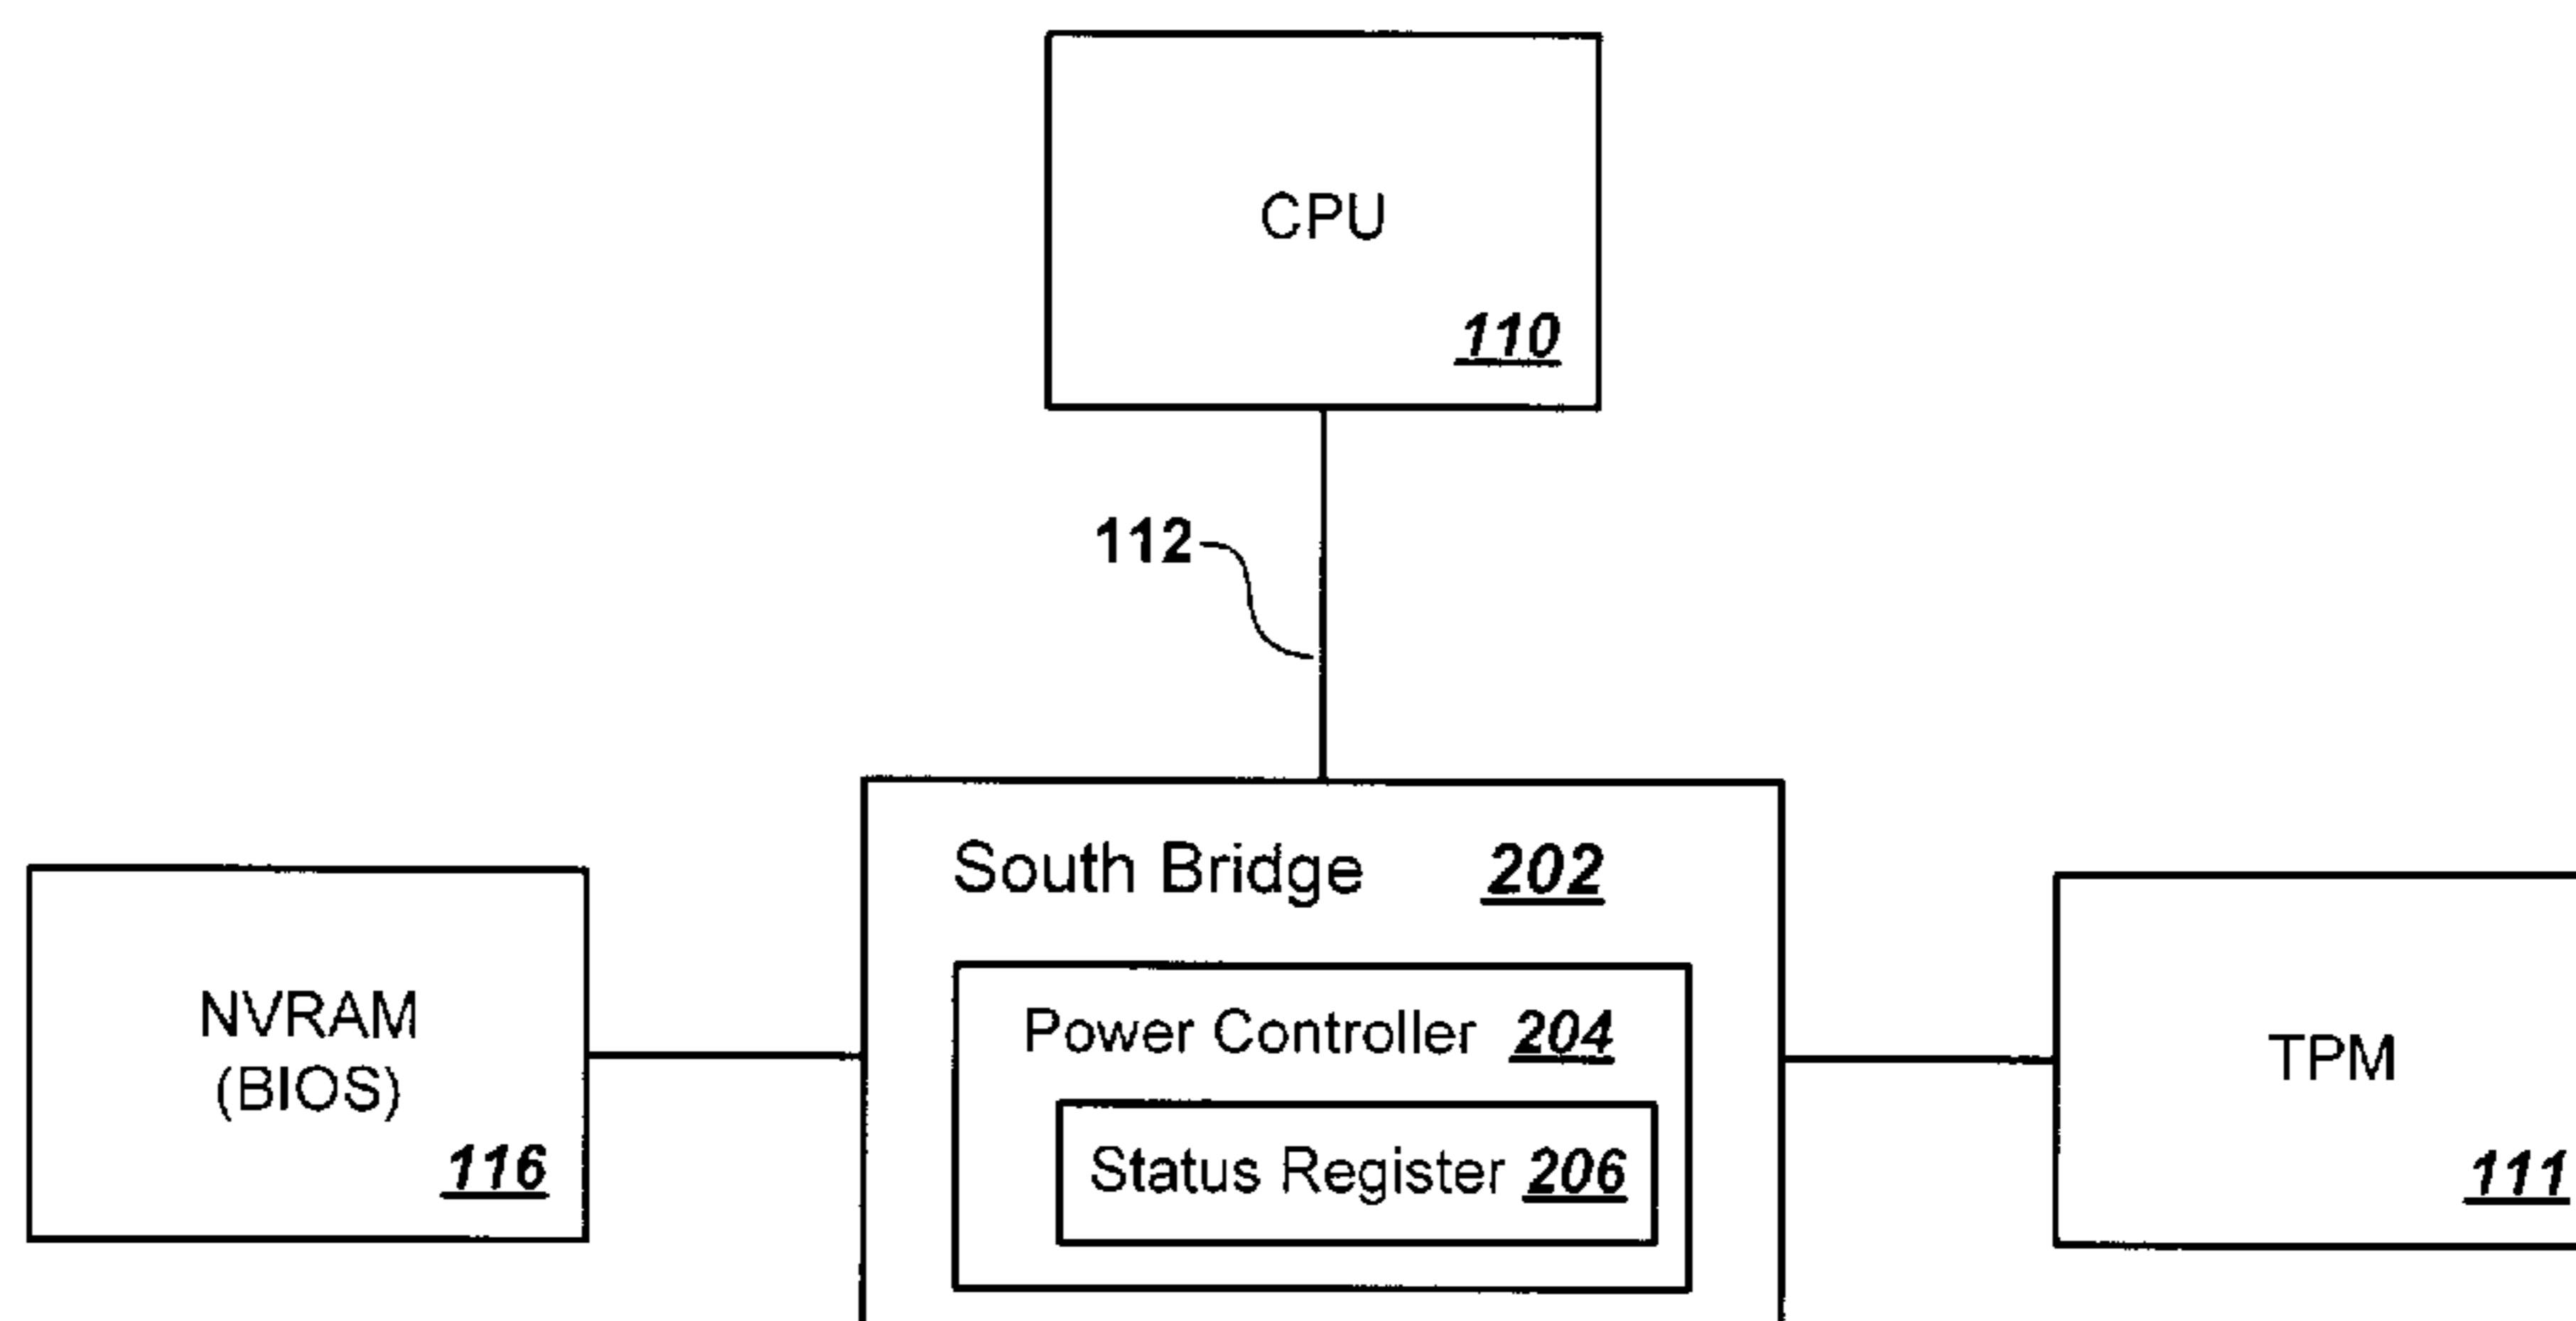 CPU
110
112
South Bridge 202
NVRAM
(BIOS)
116
Power Controller 204
Status Register 206
TPM
111